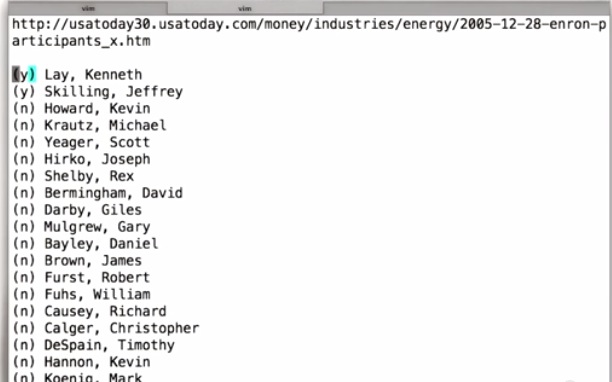 vim vim
http://usatoday30.usatoday.com/money/industries/energy/2005-12-28-enron-p
articipants_x.htm
(y) Lay, Kenneth
(y) Skilling, Jeffrey
(n) Howard, Kevin
(n) Krautz, Michael
(n) Yeager, Scott
(n) Hirko, Joseph
(n) Shelby, Rex
(n) Bermingham, David
(n) Darby, Giles
(n) Mulgrew, Gary
(n) Bayley, Daniel
(n) Brown, James
(n) Furst, Robert
(n) Fuhs, William
(n) Causey, Richard
(n) Calger, Christopher
(n) DeSpain, Timothy
(n) Hannon, Kevin
(n) Koenig, Mark